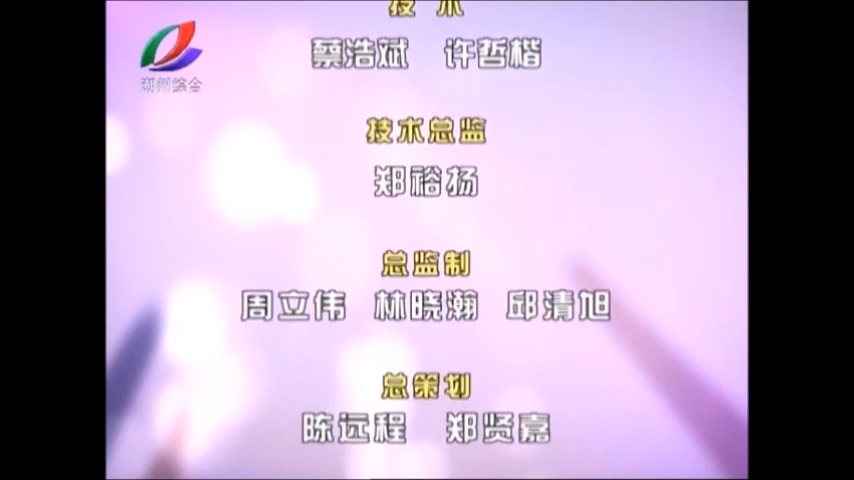 技术
蔡浩斌 许哲楷
潮州综合
技术总监
郑裕扬
总监制
周立伟 林晓瀚 邱清旭
总策划
陈远程 郑贤嘉